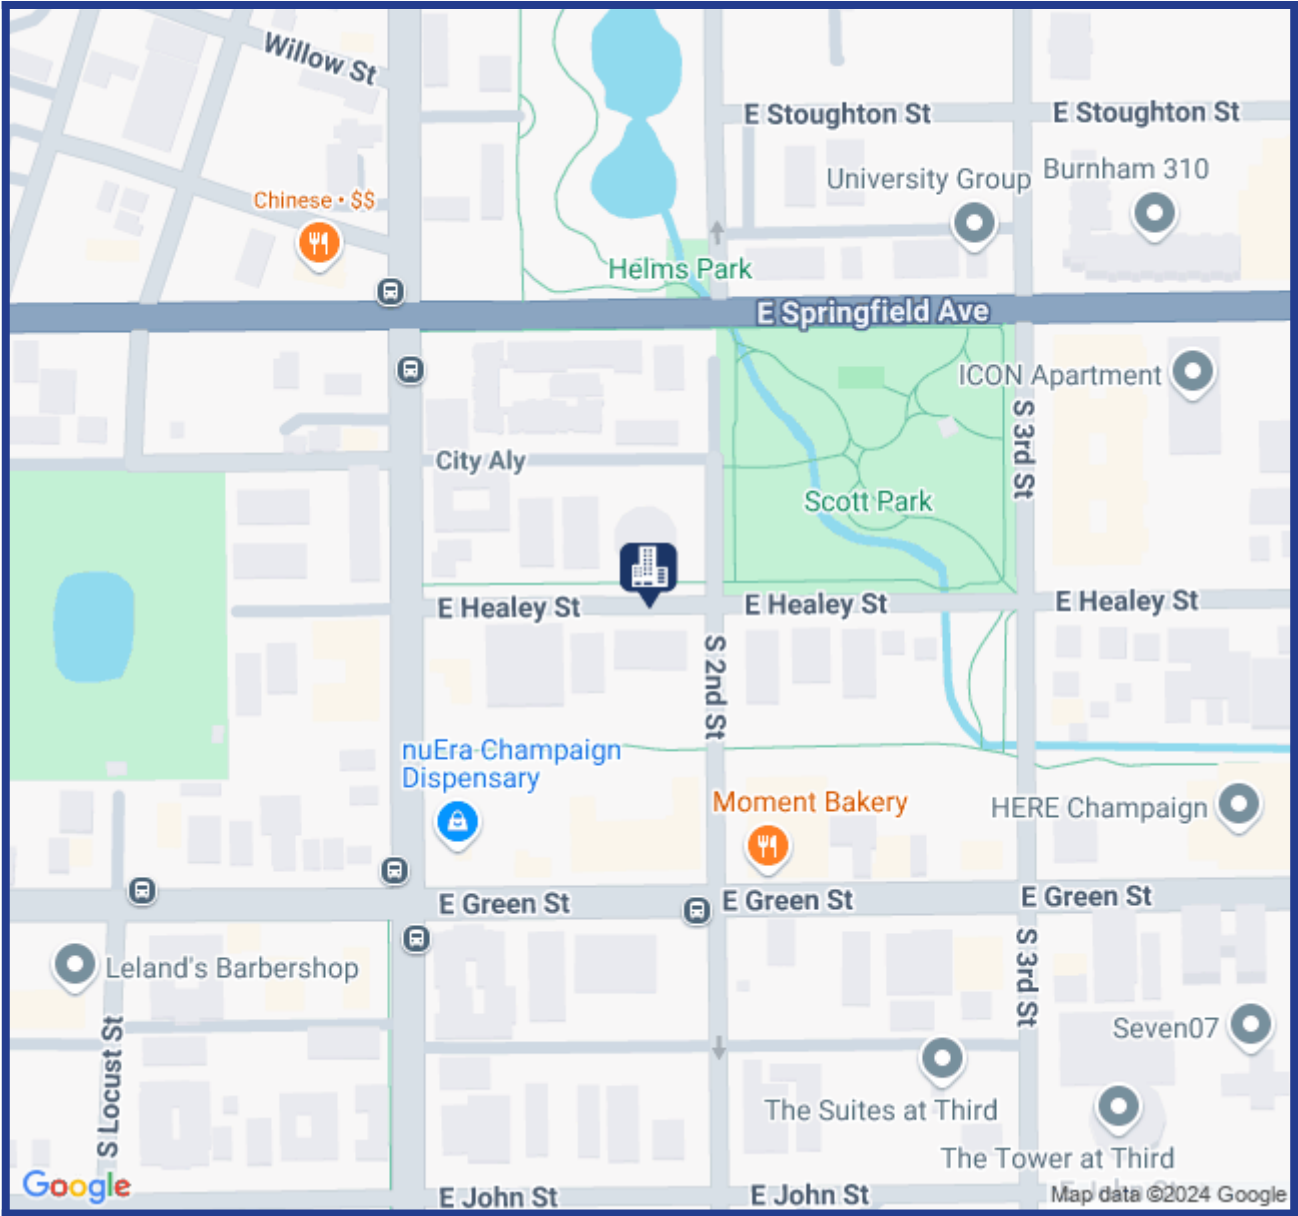 Willow St
E Stoughton St
E Stoughton St
University Group
Burnham 310
Chinese • $$
Helms Park
E Springfield Ave
ICON Apartment
S 3rd St
City Aly
Scott Park
E Healey St
E Healey St
E Healey St
S 2nd St
nuEra Champaign
Dispensary
Moment Bakery
HERE Champaign
E Green St
E Green St
E Green St
Leland's Barbershop
S 3rd St
S Locust St
Seven07
The Suites at Third
The Tower at Third
Google
E John St
E John St
Map data ©2024 Google